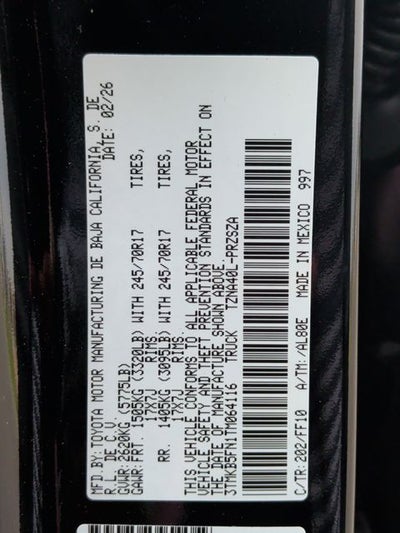 MFD.BY: TOYOTA MOTOR MANUFACTURING DE BAJA CALIFORNIA, S. DE
R.L. DE C.V. DATE: 02/26
GVWR: 2620KG (5775LB)
GAWR: FRT. 1505KG (3320LB) WITH 245/70R17 TIRES,
17X7J RIMS
RR. 1405KG (3095LB) WITH 245/70R17 TIRES,
17X7J RIMS.
THIS VEHICLE CONFORMS TO ALL APPLICABLE FEDERAL MOTOR
VEHICLE SAFETY AND THEFT PREVENTION STANDARDS IN EFFECT ON
THE DATE OF MANUFACTURE SHOWN ABOVE.
3TMKB5FN1TM064116 TRUCK TZNA40L-PRZSZA
C/TR: 202/FF10 A/TM: /AL80E MADE IN MEXICO 997